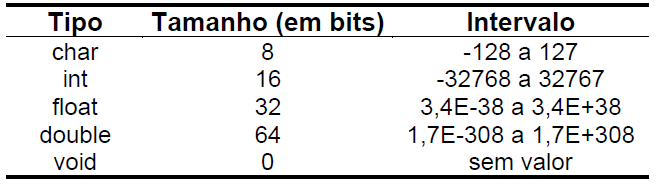 Tipo Tamanho (em bits) Intervalo
char 8 -128 a 127
int 16 -32768 a 32767
float 32 3,4E-38 a 3,4E+38
double 64 1,7E-308 a 1,7E+308
void 0 sem valor